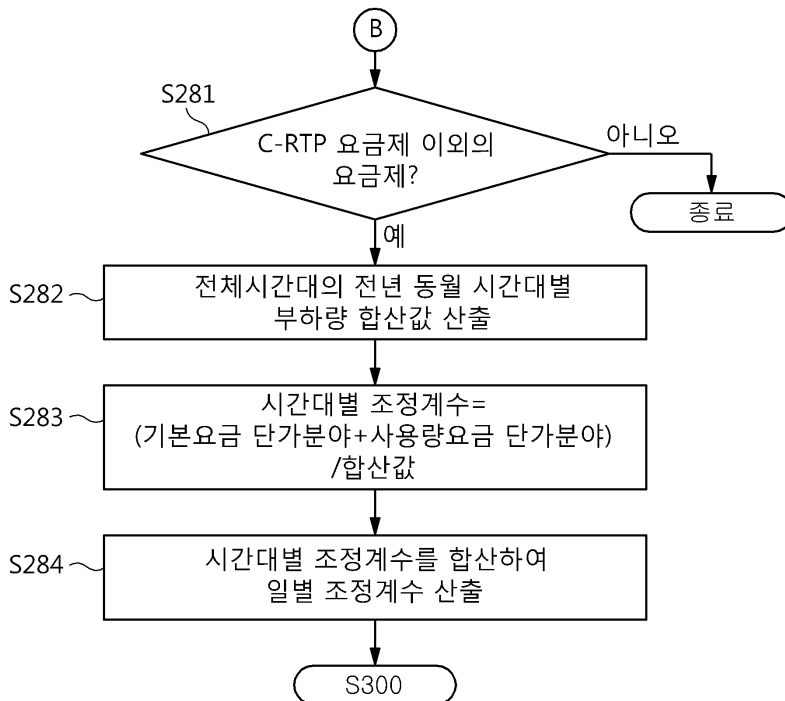 B
S281
C-RTP 요금제 이외의
요금제?
아니오
종료
예
S282
전체시간대의 전년 동월 시간대별
부하량 합산값 산출
S283
시간대별 조정계수=
(기본요금 단가분야+사용량요금 단가분야)
/합산값
S284
시간대별 조정계수를 합산하여
일별 조정계수 산출
S300